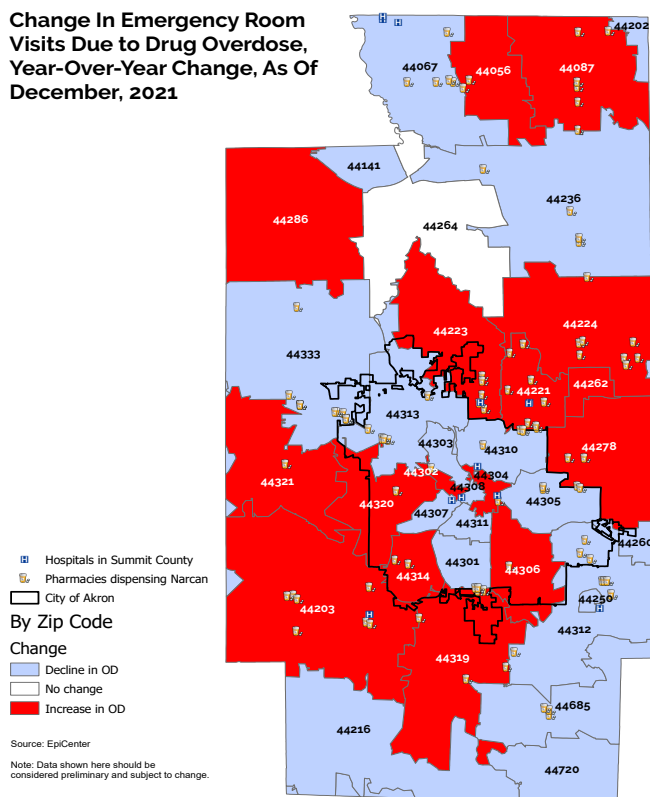 Change In Emergency Room
Visits Due to Drug Overdose,
Year-Over-Year Change, As Of
December, 2021
44202
44067
44056
44087
44141
44236
44286
44264
44223
44224
44333
44262
44221
44313
44303
44310
44278
44302
44304
44321
44308
44305
44320
44307
44311
44260
44301
44306
44314
44250
44203
44312
44319
44685
44216
44720
H Hospitals in Summit County
Pharmacies dispensing Narcan
City of Akron
By Zip Code
Change
Decline in OD
No change
Increase in OD
Source: EpiCenter
Note: Data shown here should be
considered preliminary and subject to change.